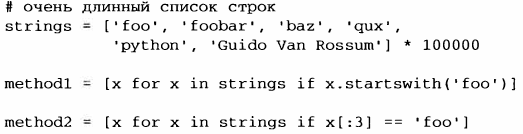 # очень длинный список строк
strings = ['foo', 'foobar', 'baz', 'qux',
'python', 'Guido Van Rossum'] * 100000
method1 = [x for x in strings if x.startswith('foo')]
method2 = [x for x in strings if x[:3] == 'foo']